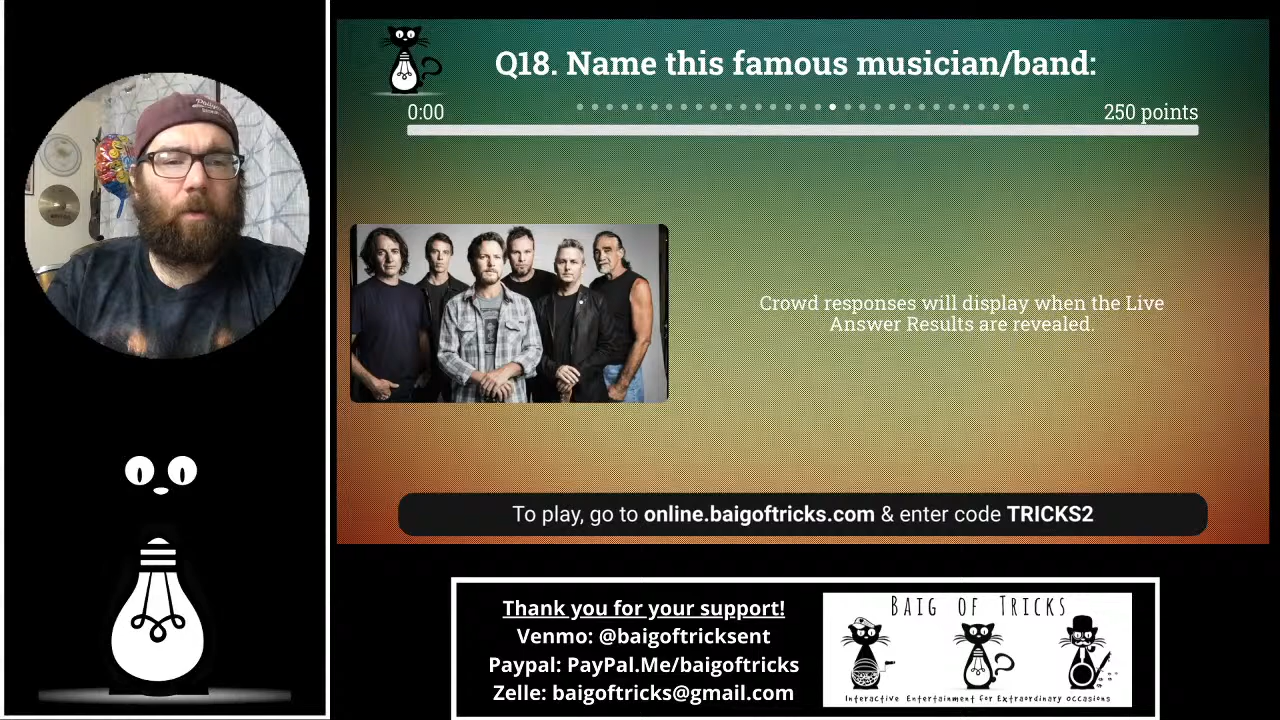 Q18. Name this famous musician/band:
0:00
250 points
Crowd responses will display when the Live
Answer Results are revealed.
To play, go to online.baigoftricks.com & enter code TRICKS2
Thank you for your support!
Venmo: @baigoftricksent
Paypal: PayPal.Me/baigoftricks
Zelle: baigoftricks@gmail.com
BAIG OF TRICKS
Interactive Entertainment for Extraordinary occasions